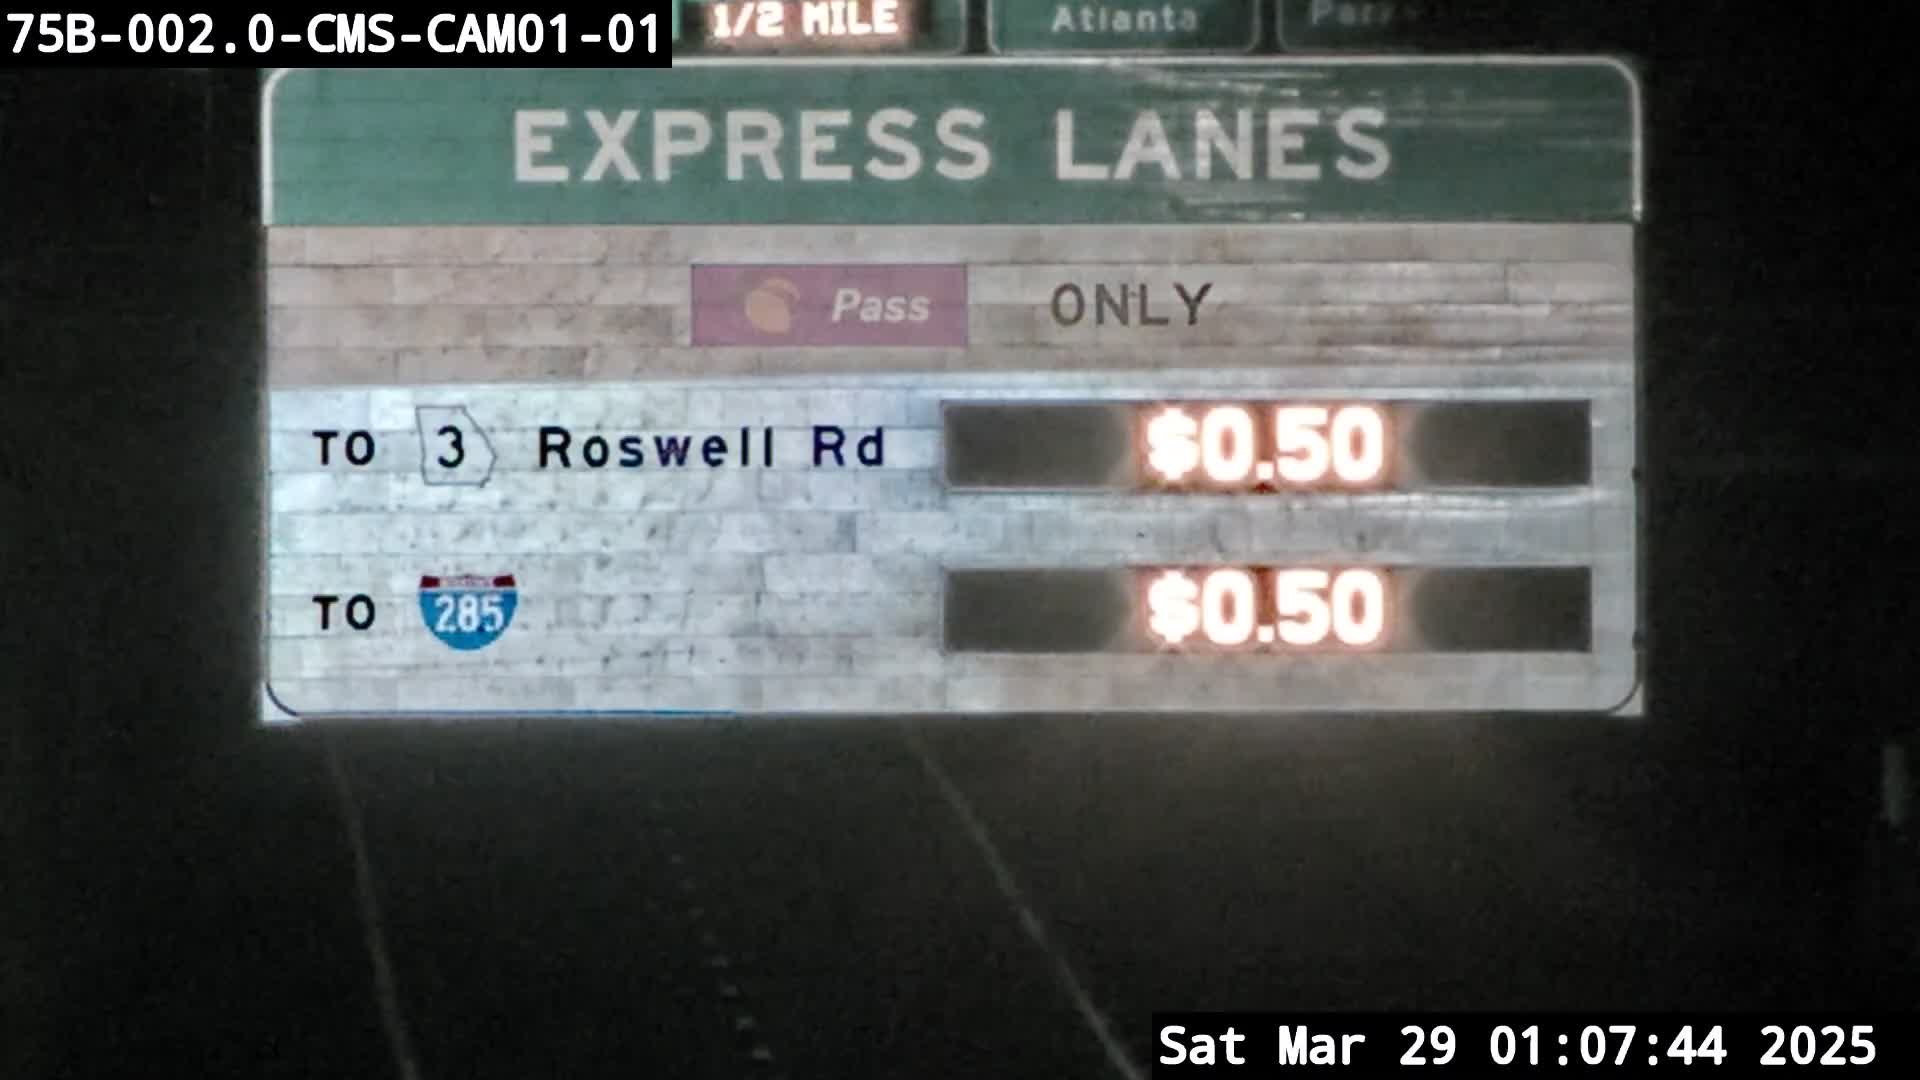 75B-002.0-CMS-CAM01-01
1/2 MILE
Atlanta
EXPRESS LANES
Pass ONLY
TO 3 Roswell Rd $0.50
TO 285 $0.50
Sat Mar 29 01:07:44 2025